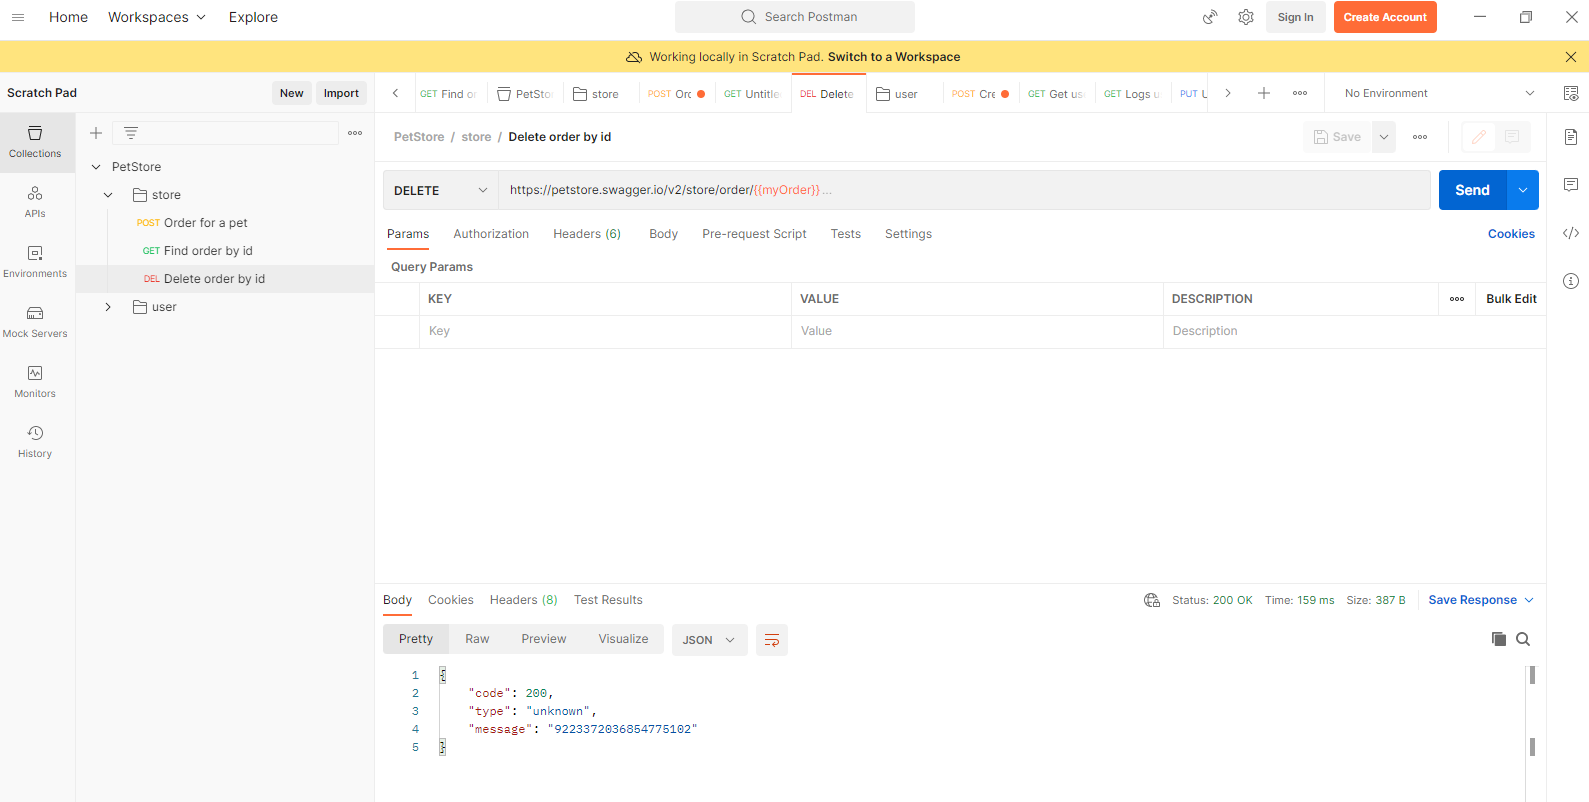 Home Workspaces Explore Search Postman Sign In Create Account
Working locally in Scratch Pad. Switch to a Workspace
Scratch Pad New Import
GET Find or PetStor store POST Orc GET Untitle DEL Delete user POST Cre GET Get us GET Logs u PUT U No Environment
Collections
APIs
Environments
Mock Servers
Monitors
History
PetStore
store
POST Order for a pet
GET Find order by id
DEL Delete order by id
user
PetStore / store / Delete order by id Save
DELETE https://petstore.swagger.io/v2/store/order/{{myOrder}} ... Send
Params Authorization Headers (6) Body Pre-request Script Tests Settings Cookies
Query Params
KEY VALUE DESCRIPTION Bulk Edit
Key Value Description
Body Cookies Headers (8) Test Results Status: 200 OK Time: 159 ms Size: 387 B Save Response
Pretty Raw Preview Visualize JSON
1 {
2 "code": 200,
3 "type": "unknown",
4 "message": "9223372036854775102"
5 }